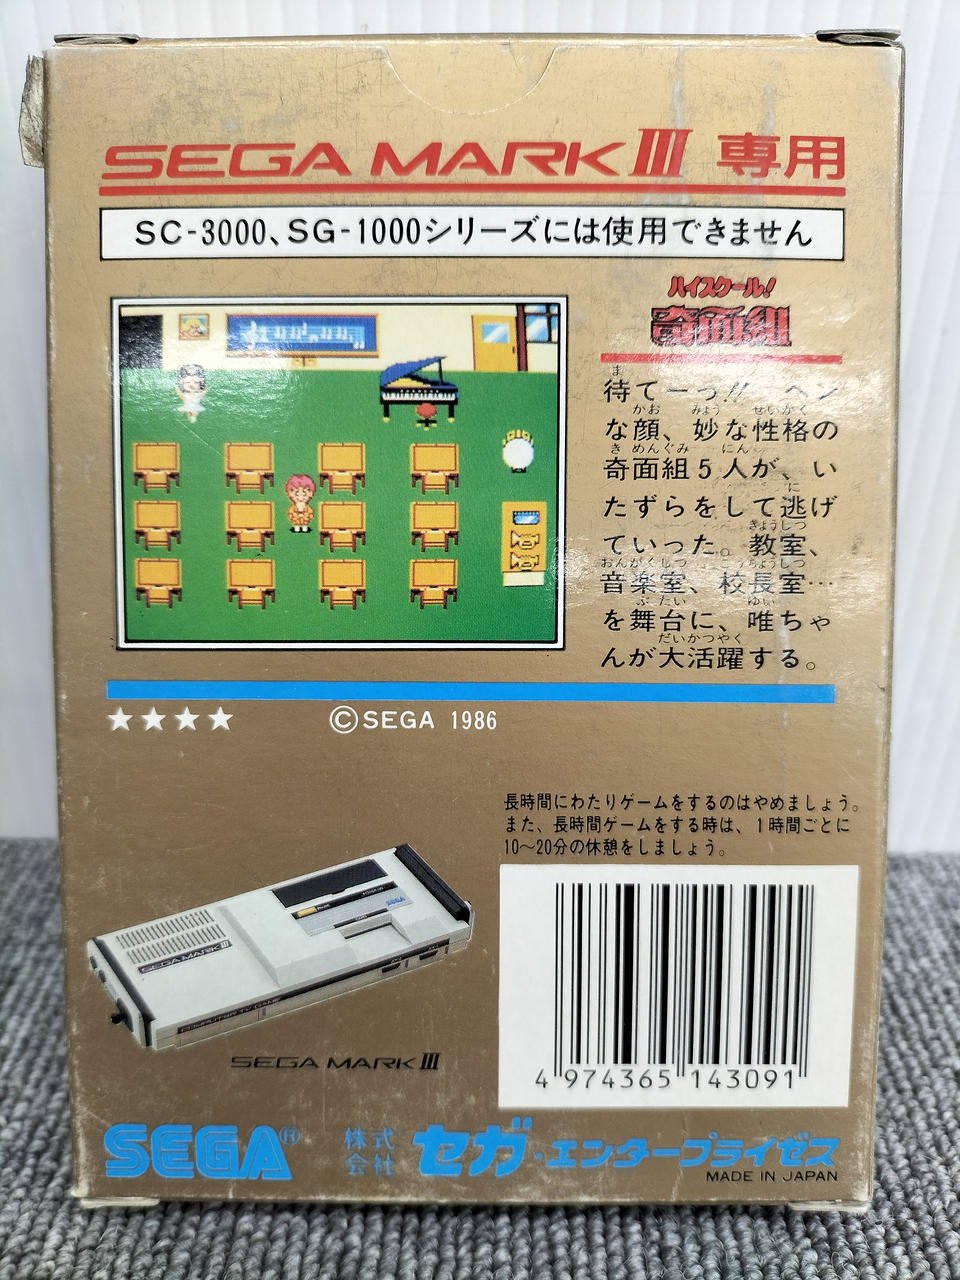 SEGA MARK III 専用
SC-3000、SG-1000シリーズには使用できません
ハイスクール!
奇面組
待てーっ!! ヘン
な顔、妙な性格の
奇面組5人が、い
たずらをして逃げ
ていった。教室、
音楽室、校長室…
を舞台に、唯ちゃ
んが大活躍する。
★★★★ ©SEGA 1986
長時間にわたりゲームをするのはやめましょう。
また、長時間ゲームをする時は、1時間ごとに
10〜20分の休憩をしましょう。
SEGA
SEGA MARK III
COMPUTER TV GAME
SEGA MARK III
4 974365 143091
SEGA® 株式会社 セガ・エンタープライゼス
MADE IN JAPAN